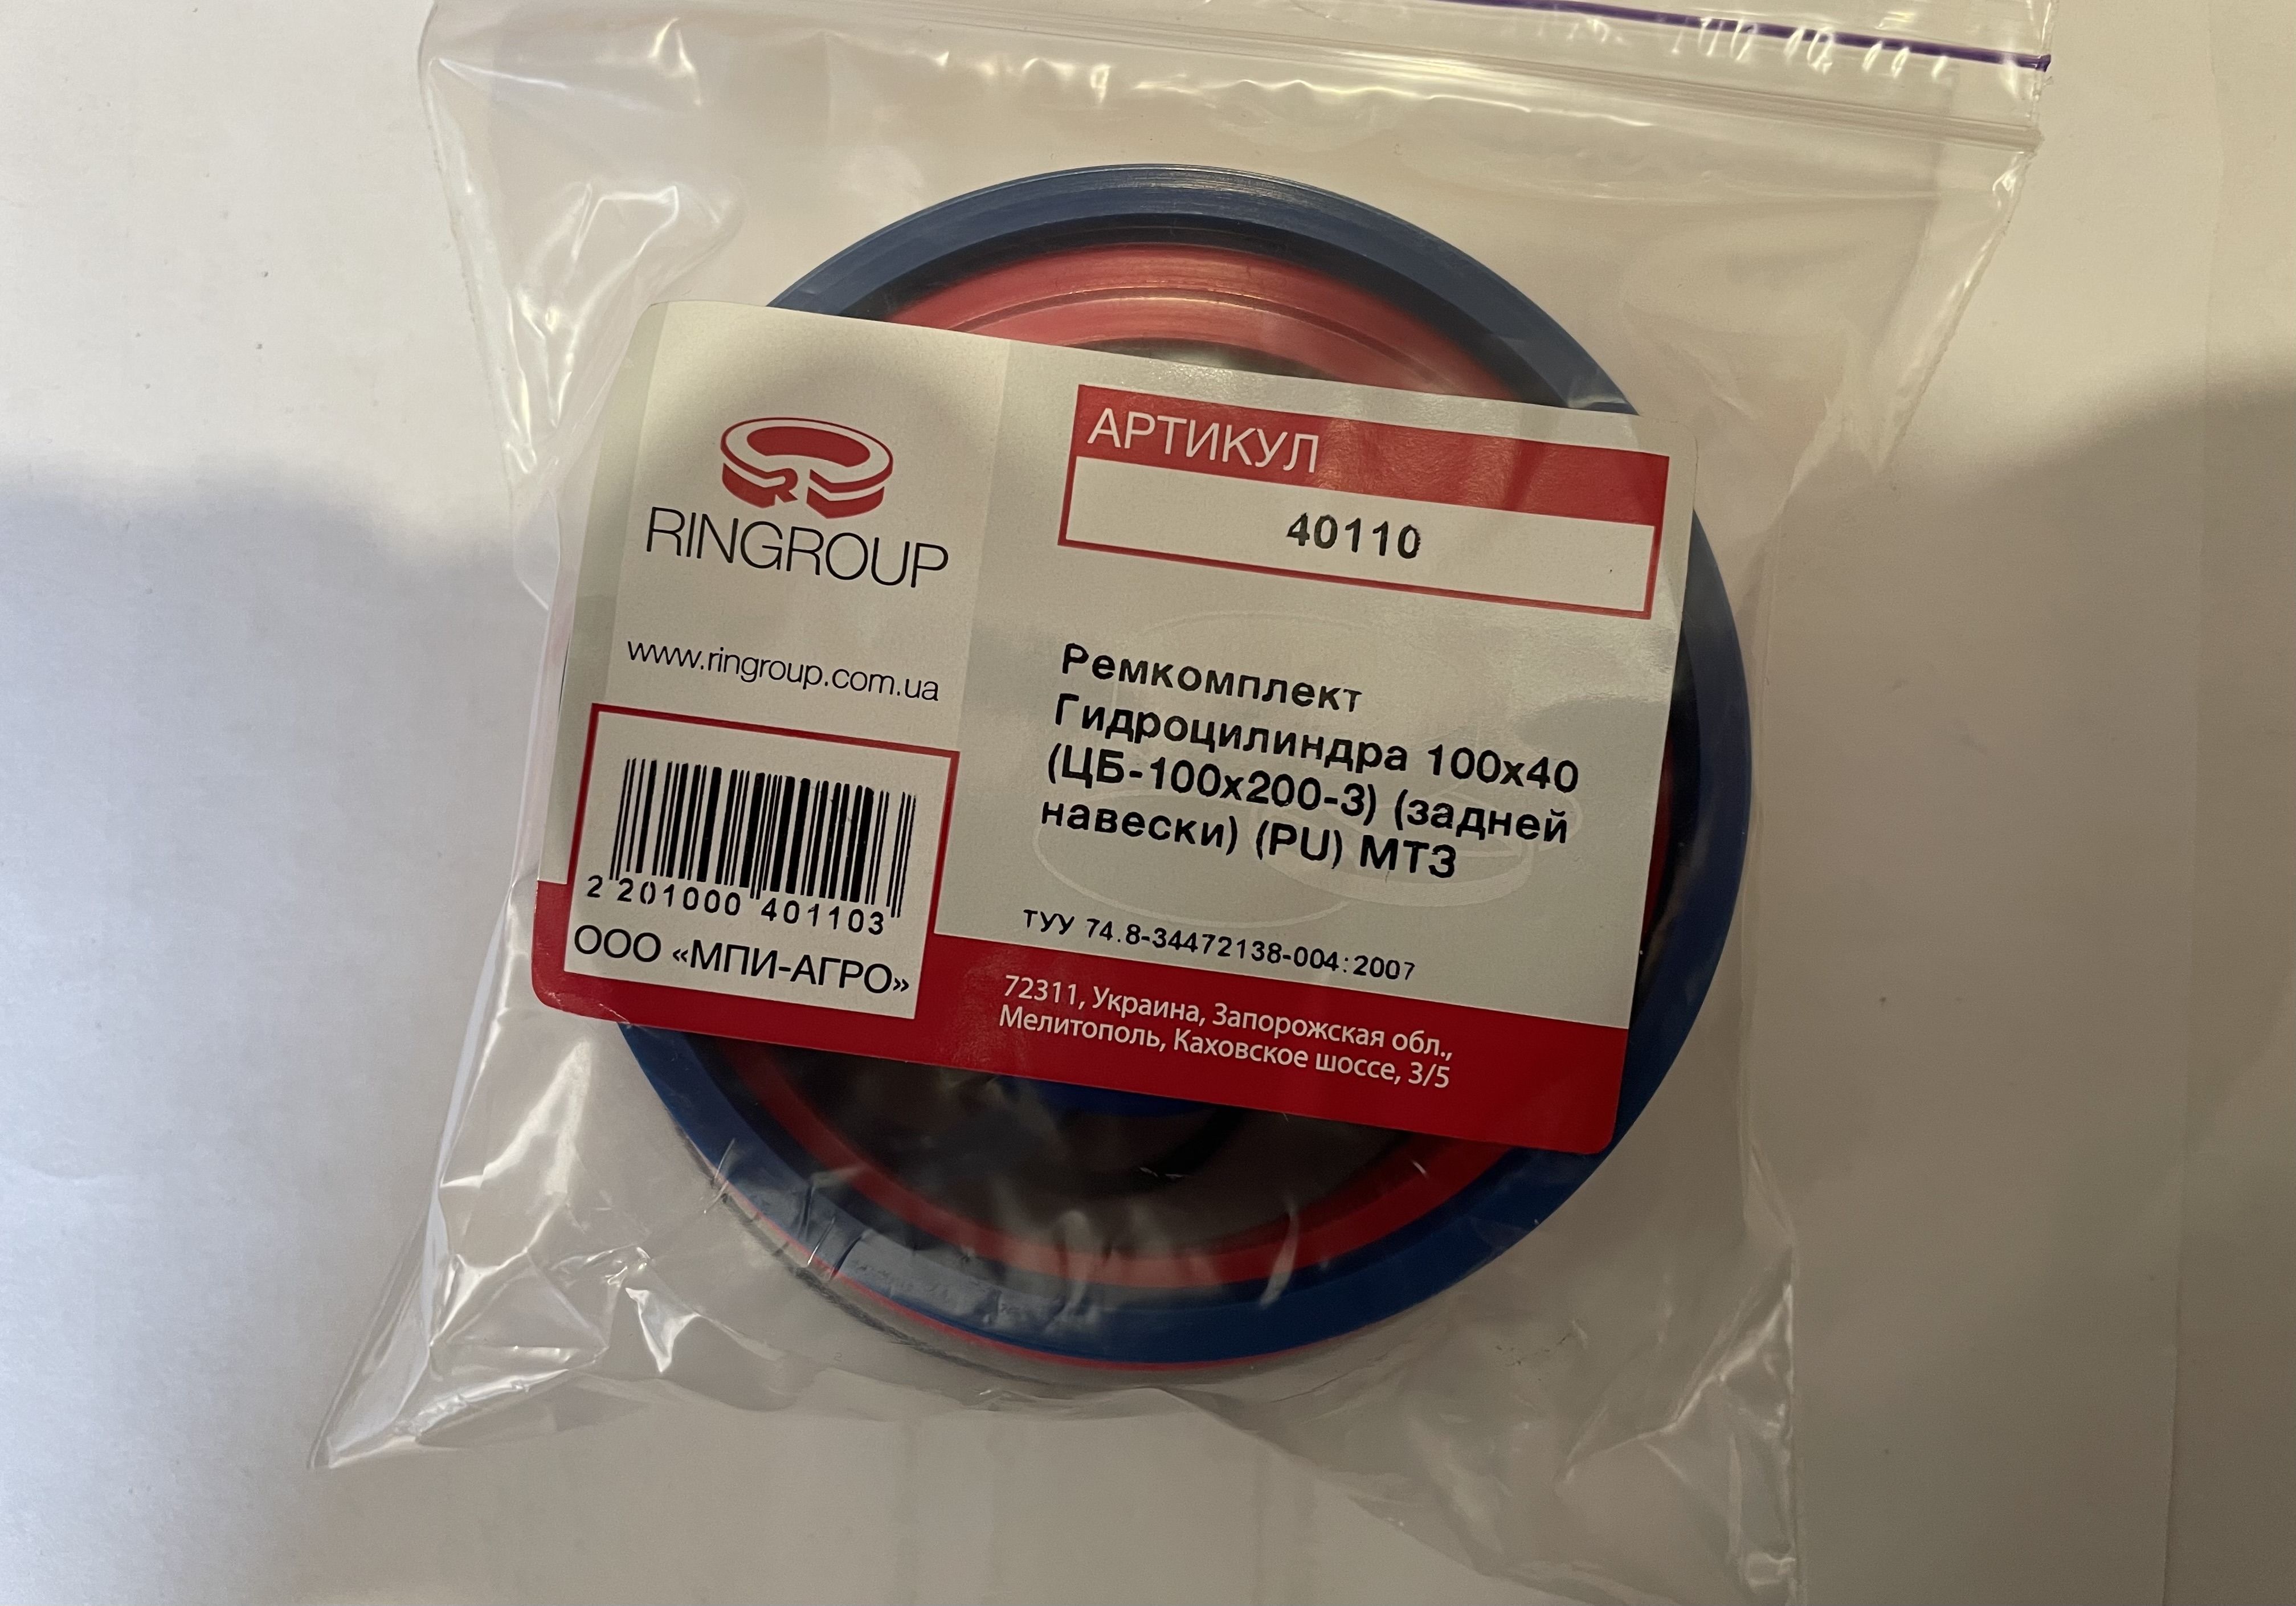 RINGROUP
www.ringroup.com.ua
2 201000 401103
ООО «МПИ-АГРО»
АРТИКУЛ
40110
Ремкомплект
Гидроцилиндра 100х40
(ЦБ-100х200-3) (задней
навески) (PU) МТЗ
ТУУ 74.8-34472138-004:2007
72311, Украина, Запорожская обл.,
Мелитополь, Каховское шоссе, 3/5